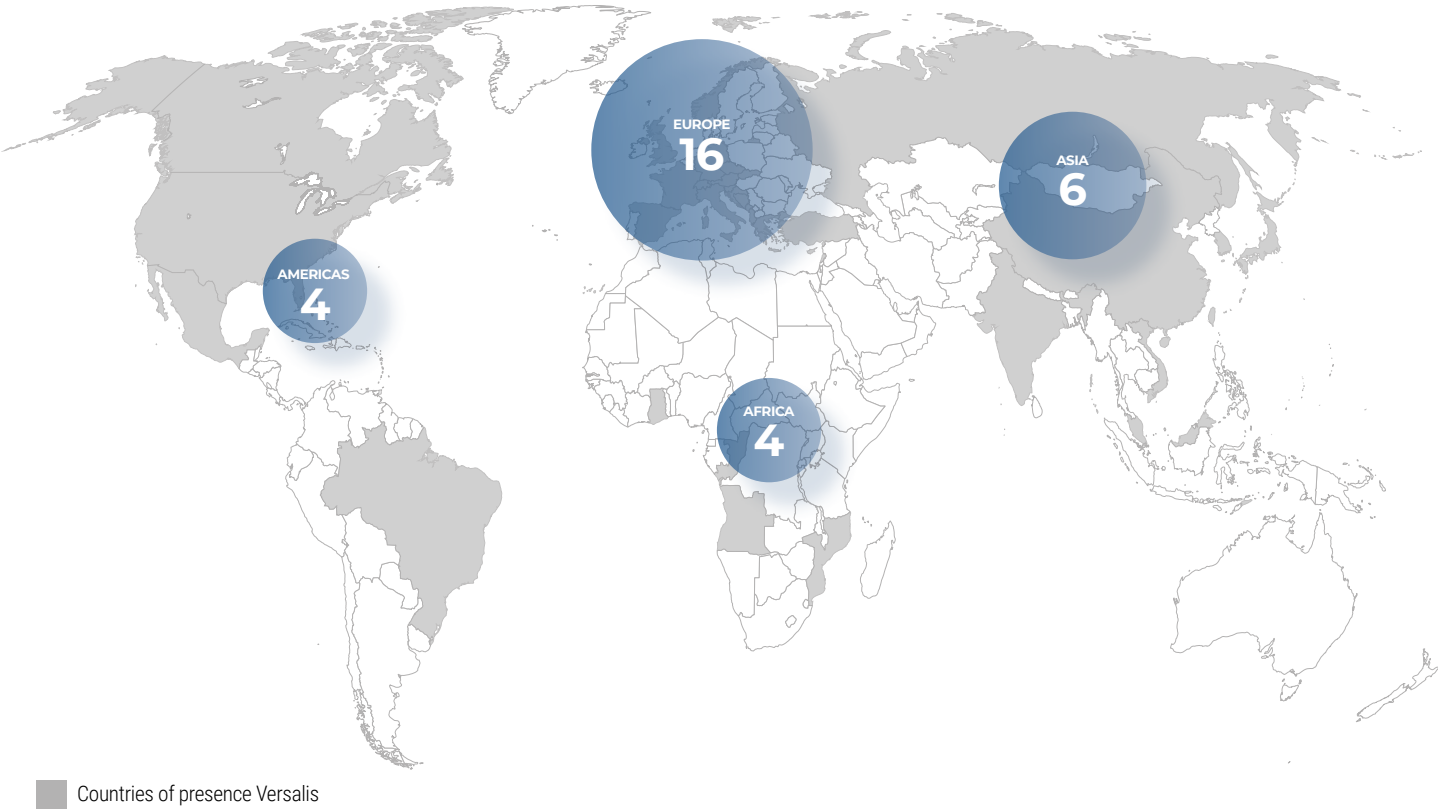 EUROPE
16
ASIA
6
AMERICAS
4
AFRICA
4
Countries of presence Versalis